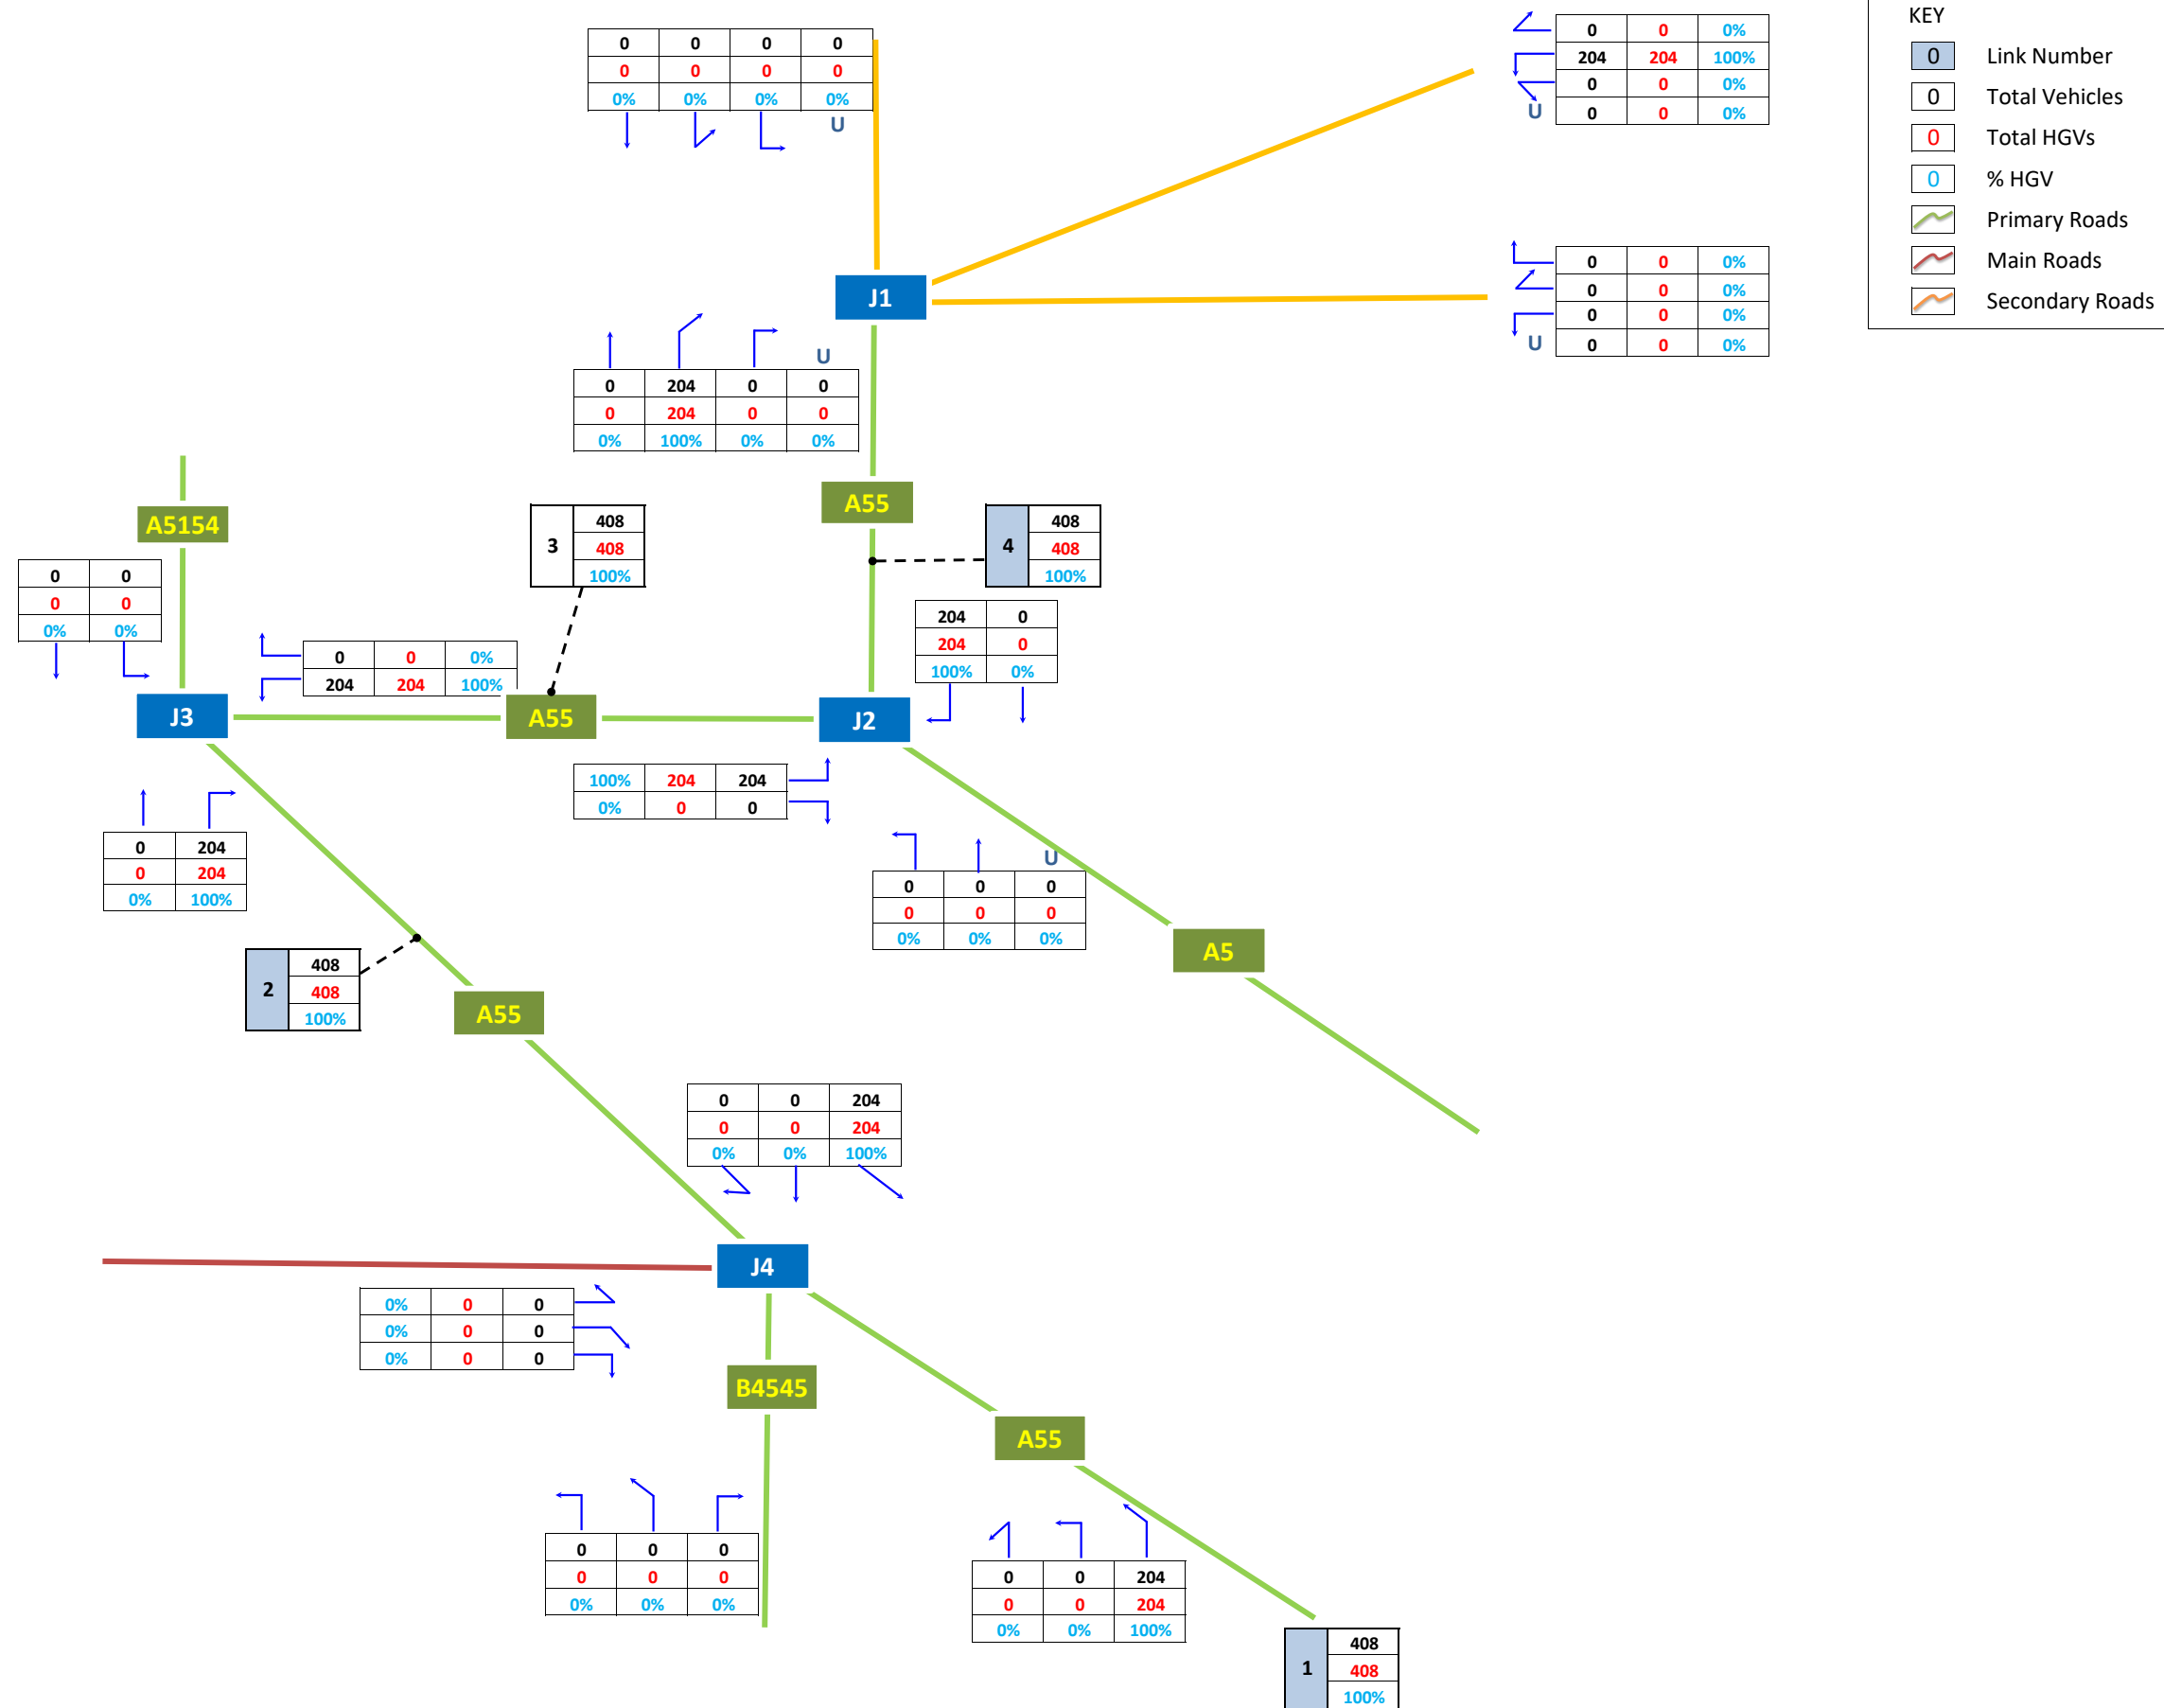 KEY
0 Link Number
0 Total Vehicles
0 Total HGVs
0 % HGV
Primary Roads
Main Roads
Secondary Roads
0 0 0 0
0 0 0 0
0% 0% 0% 0%
U
0 0 0%
204 204 100%
0 0 0%
U 0 0 0%
J1
0 0 0%
0 0 0%
0 0 0%
U 0 0 0%
U
0 204 0 0
0 204 0 0
0% 100% 0% 0%
A55
A5154
3
408
408
100%
4
408
408
100%
0 0
0 0
0% 0%
204 0
204 0
100% 0%
0 0 0%
204 204 100%
J3
A55
J2
100% 204 204
0% 0 0
0 204
0 204
0% 100%
U
0 0 0
0 0 0
0% 0% 0%
A5
2
408
408
100%
A55
0 0 204
0 0 204
0% 0% 100%
J4
0% 0 0
0% 0 0
0% 0 0
B4545
A55
0 0 0
0 0 0
0% 0% 0%
0 0 204
0 0 204
0% 0% 100%
1
408
408
100%